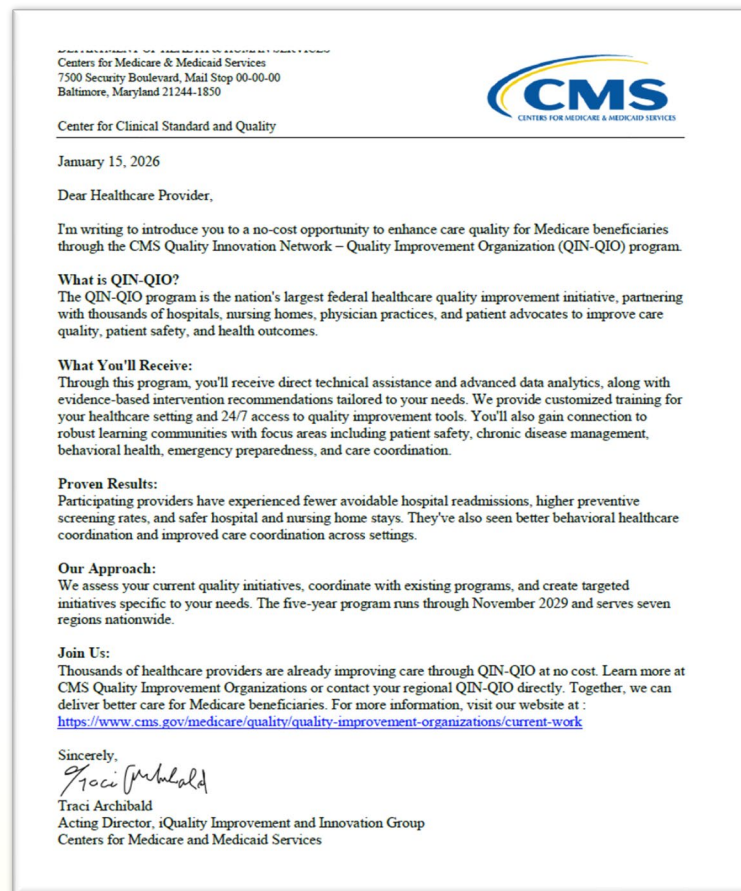 DEPARTMENT OF HEALTH & HUMAN SERVICES
Centers for Medicare & Medicaid Services
7500 Security Boulevard, Mail Stop 00-00-00
Baltimore, Maryland 21244-1850
CMS
CENTERS FOR MEDICARE & MEDICAID SERVICES
Center for Clinical Standard and Quality
January 15, 2026
Dear Healthcare Provider,
I'm writing to introduce you to a no-cost opportunity to enhance care quality for Medicare beneficiaries
through the CMS Quality Innovation Network – Quality Improvement Organization (QIN-QIO) program.
What is QIN-QIO?
The QIN-QIO program is the nation's largest federal healthcare quality improvement initiative, partnering
with thousands of hospitals, nursing homes, physician practices, and patient advocates to improve care
quality, patient safety, and health outcomes.
What You'll Receive:
Through this program, you'll receive direct technical assistance and advanced data analytics, along with
evidence-based intervention recommendations tailored to your needs. We provide customized training for
your healthcare setting and 24/7 access to quality improvement tools. You'll also gain connection to
robust learning communities with focus areas including patient safety, chronic disease management,
behavioral health, emergency preparedness, and care coordination.
Proven Results:
Participating providers have experienced fewer avoidable hospital readmissions, higher preventive
screening rates, and safer hospital and nursing home stays. They've also seen better behavioral healthcare
coordination and improved care coordination across settings.
Our Approach:
We assess your current quality initiatives, coordinate with existing programs, and create targeted
initiatives specific to your needs. The five-year program runs through November 2029 and serves seven
regions nationwide.
Join Us:
Thousands of healthcare providers are already improving care through QIN-QIO at no cost. Learn more at
CMS Quality Improvement Organizations or contact your regional QIN-QIO directly. Together, we can
deliver better care for Medicare beneficiaries. For more information, visit our website at :
https://www.cms.gov/medicare/quality/quality-improvement-organizations/current-work
Sincerely,
Traci Archibald
Traci Archibald
Acting Director, iQuality Improvement and Innovation Group
Centers for Medicare and Medicaid Services